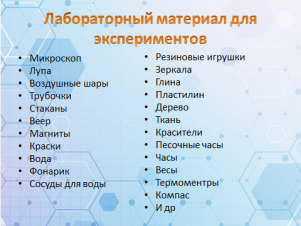 Лабораторный материал для
экспериментов
• Микроскоп
• Лупа
• Воздушные шары
• Трубочки
• Стаканы
• Веер
• Магниты
• Краски
• Вода
• Фонарик
• Сосуды для воды
• Резиновые игрушки
• Зеркала
• Глина
• Пластилин
• Дерево
• Ткань
• Красители
• Песочные часы
• Часы
• Весы
• Термометры
• Компас
• И др